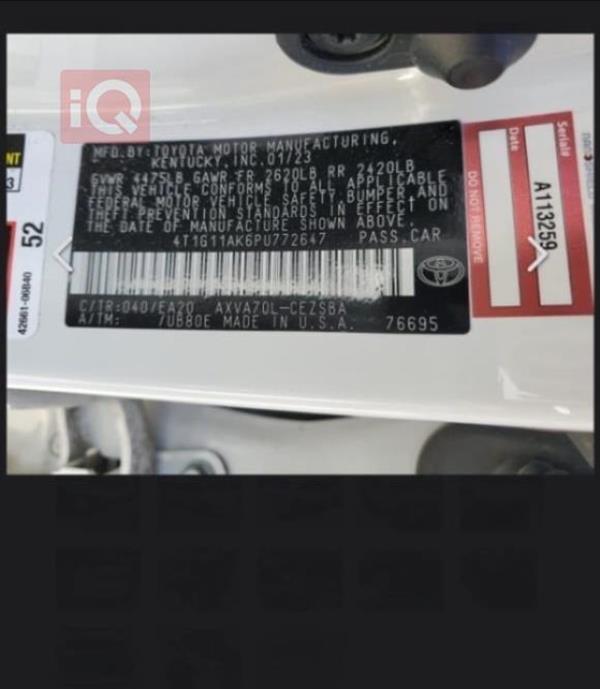 iQ
MFD.BY:TOYOTA MOTOR MANUFACTURING,
KENTUCKY,INC.01/23
GVWR 4475LB GAWR FR 2620LB RR 2420LB
THIS VEHICLE CONFORMS TO ALL APPLICABLE
FEDERAL MOTOR VEHICLE SAFETY, BUMPER, AND
THEFT PREVENTION STANDARDS IN EFFECT ON
THE DATE OF MANUFACTURE SHOWN ABOVE.
4T1G11AK6PU772647 PASS.CAR
C/TR:040/EA20 AXVA70L-CEZSBA
A/TM: 7UB80E MADE IN U.S.A. 76695
52
42661-06B40
DO NOT REMOVE
Date
Serial#
A113259